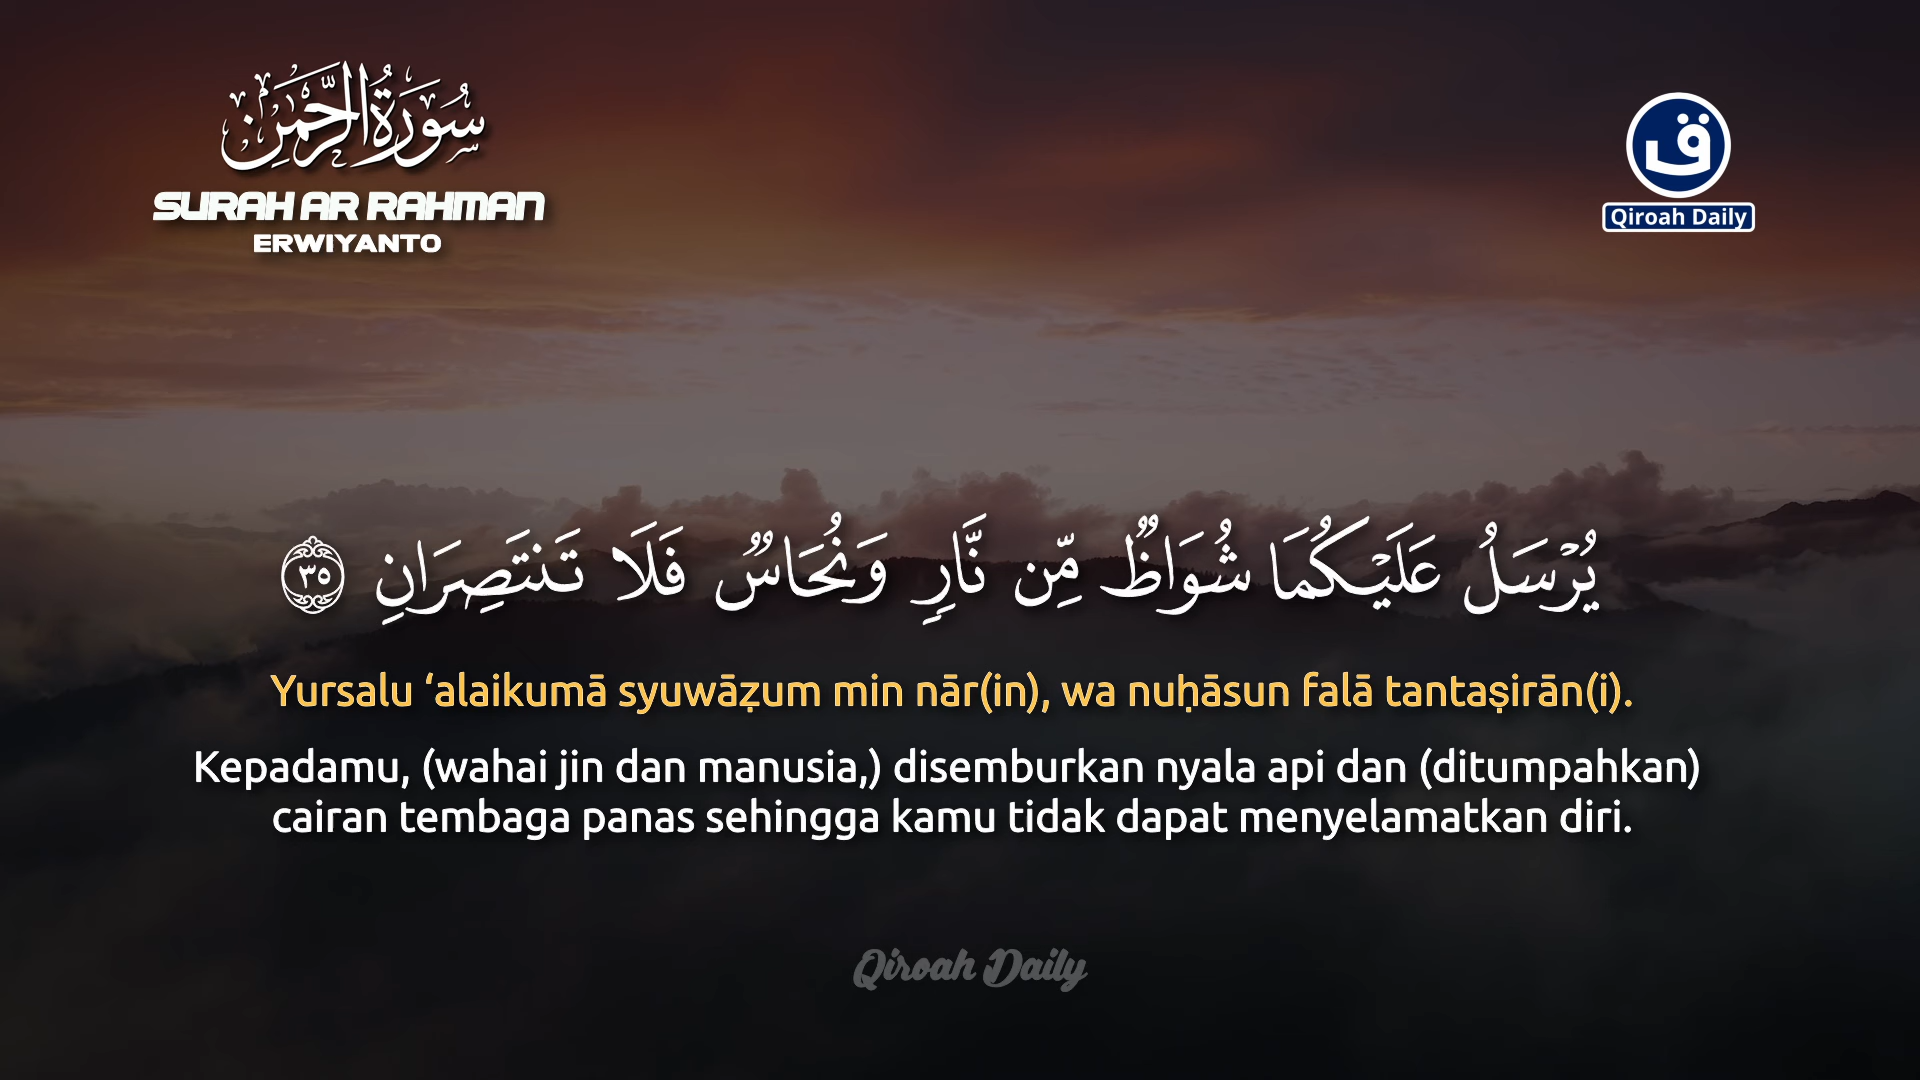 سُورَةُ الرَّحْمَٰنِ
SURAH AR RAHMAN
ERWIYANTO
ق
Qiroah Daily
يُرْسَلُ عَلَيْكُمَا شُوَاظٌ مِّن نَّارٍ وَنُحَاسٌ فَلَا تَنتَصِرَانِ ٣٥
Yursalu ‘alaikumā syuwāẓum min nār(in), wa nuḥāsun falā tantaṣirān(i).
Kepadamu, (wahai jin dan manusia,) disemburkan nyala api dan (ditumpahkan)
cairan tembaga panas sehingga kamu tidak dapat menyelamatkan diri.
Qiroah Daily